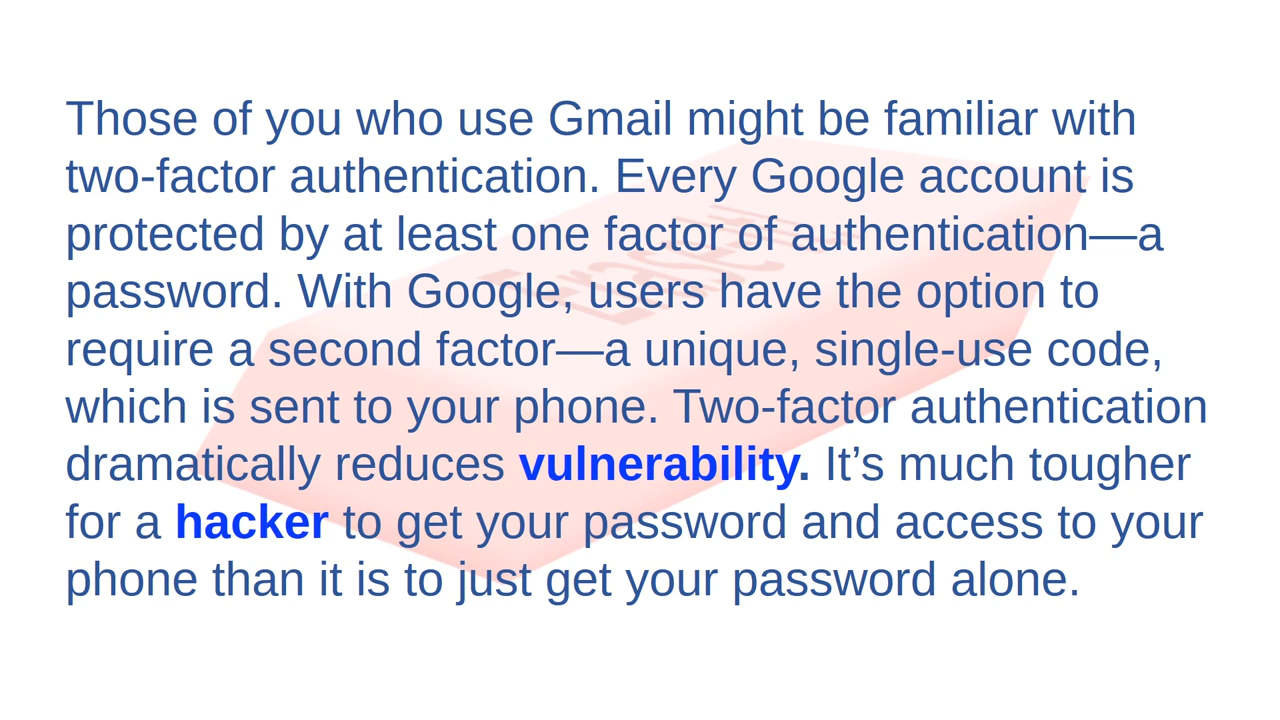 Those of you who use Gmail might be familiar with
two-factor authentication. Every Google account is
protected by at least one factor of authentication—a
password. With Google, users have the option to
require a second factor—a unique, single-use code,
which is sent to your phone. Two-factor authentication
dramatically reduces vulnerability. It’s much tougher
for a hacker to get your password and access to your
phone than it is to just get your password alone.